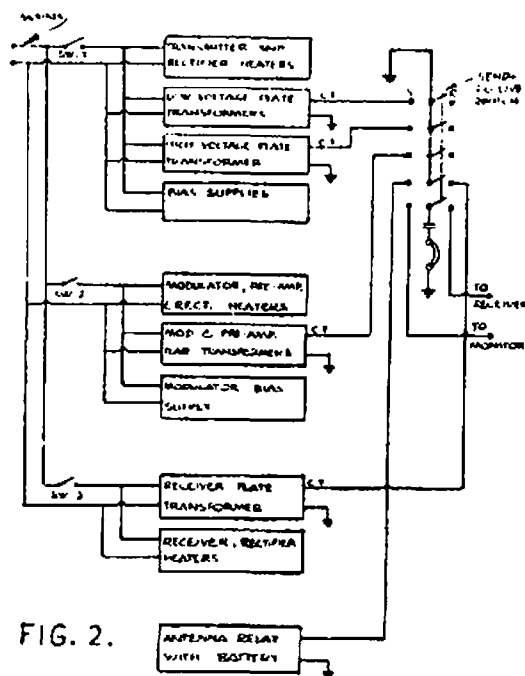 MAINS
SW. 1
TRANSMITTER AND
RECTIFIER HEATERS
LOW VOLTAGE PLATE
TRANSFORMERS
C T
HIGH VOLTAGE PLATE
TRANSFORMER
C T
BIAS SUPPLIES
SEND-
RECEIVE
SWITCH
S
R
TO
RECEIVER
TO
MONITOR
SW. 2
MODULATOR, PRE-AMP,
& RECT. HEATERS
MOD & PRE-AMP.
TRANSFORMERS
C T
MODULATOR BIAS
SUPPLY
SW. 3
RECEIVER PLATE
TRANSFORMER
C T
RECEIVER, RECTIFIER
HEATERS
FIG. 2.
ANTENNA RELAY
WITH BATTERY